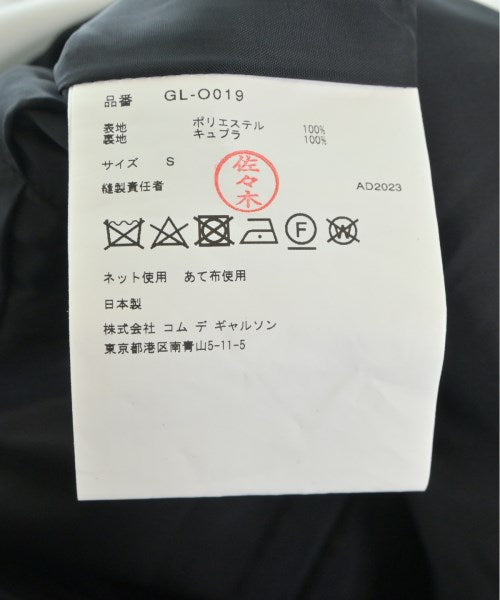 品番 GL-O019
表地 ポリエステル 100%
裏地 キュプラ 100%
サイズ S
佐々木
縫製責任者 AD2023
F W
ネット使用 あて布使用
日本製
株式会社 コム デ ギャルソン
東京都港区南青山5-11-5